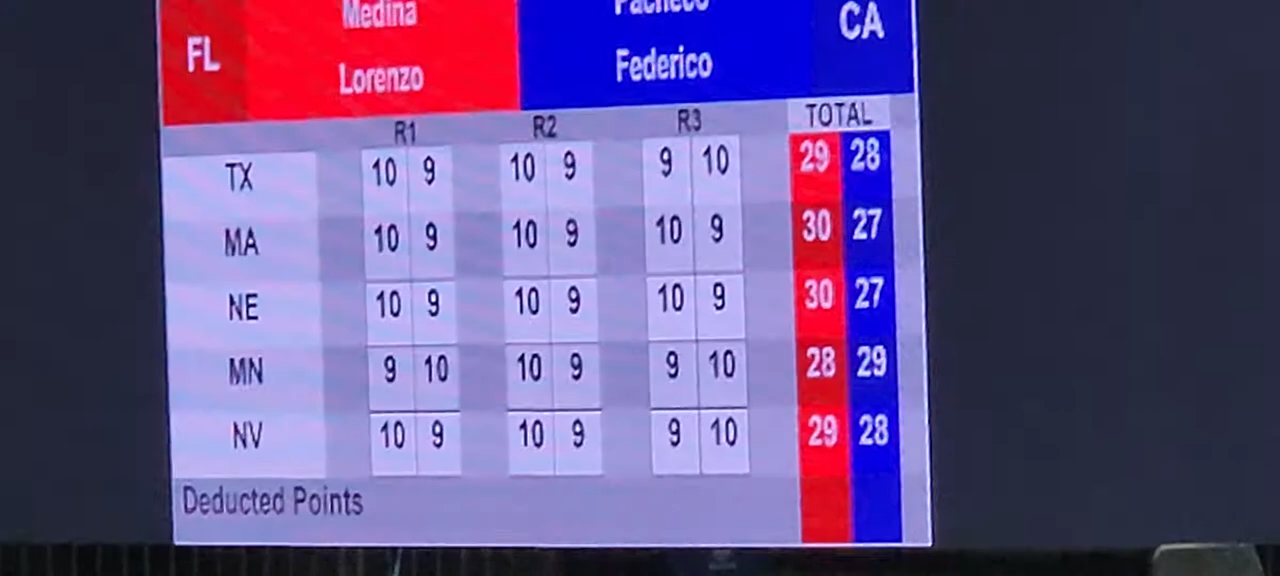 FL Medina Pacheco CA
Lorenzo Federico
R1 R2 R3 TOTAL
TX 10 9 10 9 9 10 29 28
MA 10 9 10 9 10 9 30 27
NE 10 9 10 9 10 9 30 27
MN 9 10 10 9 9 10 28 29
NV 10 9 10 9 9 10 29 28
Deducted Points